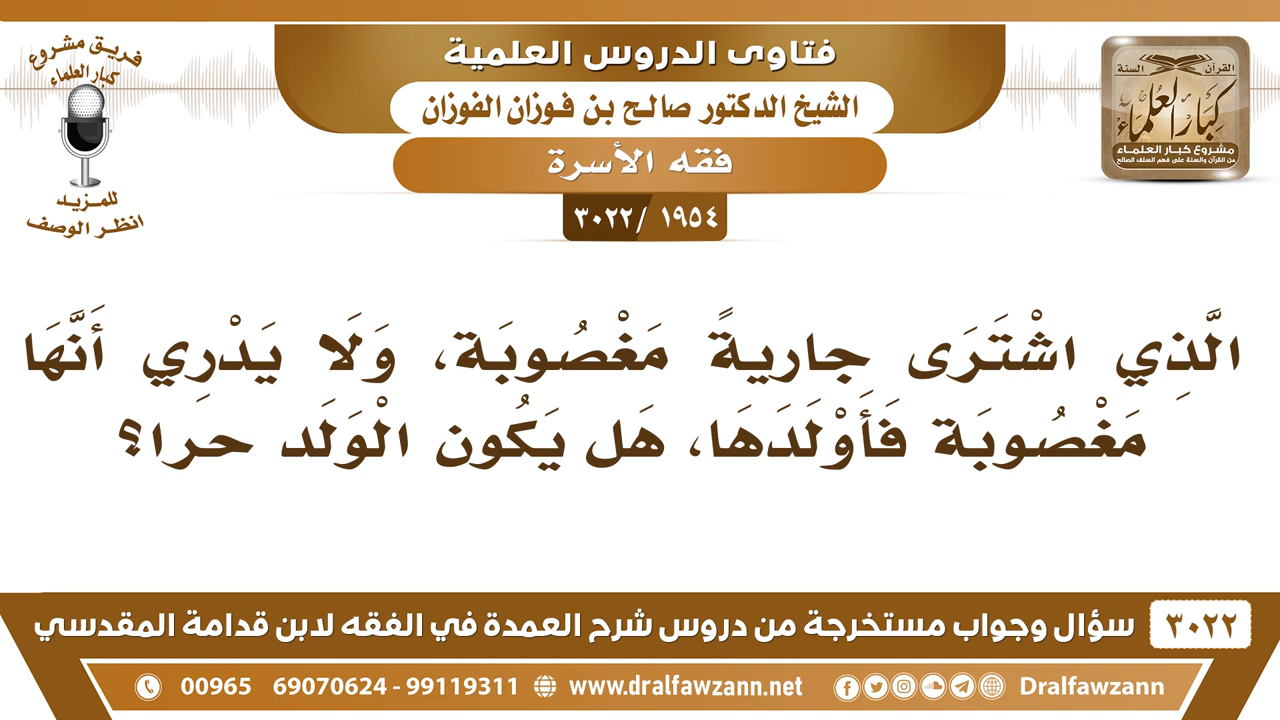 فتاوى الدروس العلمية
الشيخ الدكتور صالح بن فوزان الفوزان
فقه الأسرة
١٩٥٤ / ٣٠٢٢
فريق مشروع
كبار العلماء
للمزيد
انظر الوصف
القرآن السنة
كبار العلماء
مشروع كبار العلماء
من القرآن والسنة على فهم السلف الصالح
الَّذِي اشْتَرَى جاريةً مَغْصُوبَة، وَلَا يَدْرِي أَنَّهَا
مَغْصُوبَة فَأَوْلَدَهَا، هَل يَكُون الْوَلَد حرا؟
٣٠٢٢ سؤال وجواب مستخرجة من دروس شرح العمدة في الفقه لابن قدامة المقدسي
00965 69070624 - 99119311 www.dralfawzann.net Dralfawzann